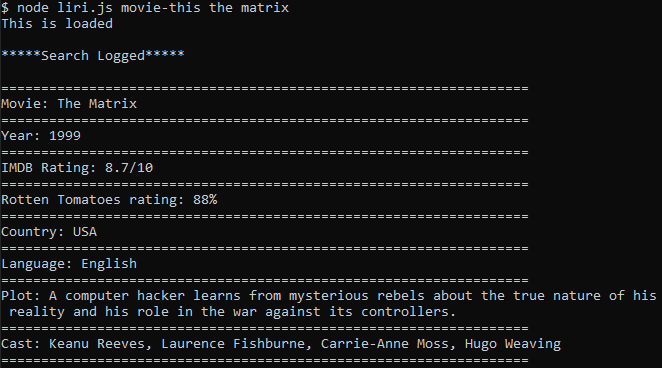 $ node liri.js movie-this the matrix
This is loaded
*****Search Logged*****
==================================================================
Movie: The Matrix
==================================================================
Year: 1999
==================================================================
IMDB Rating: 8.7/10
==================================================================
Rotten Tomatoes rating: 88%
==================================================================
Country: USA
==================================================================
Language: English
==================================================================
Plot: A computer hacker learns from mysterious rebels about the true nature of his
 reality and his role in the war against its controllers.
==================================================================
Cast: Keanu Reeves, Laurence Fishburne, Carrie-Anne Moss, Hugo Weaving
==================================================================